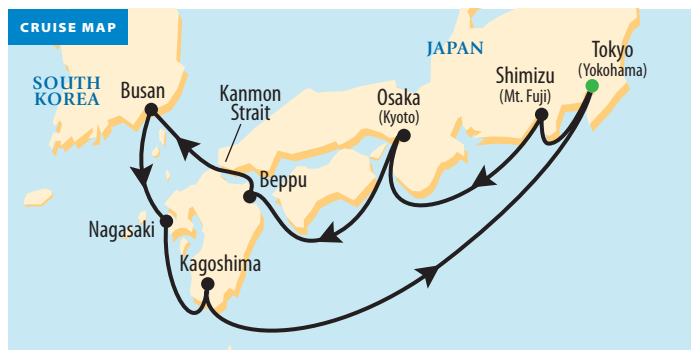 CRUISE MAP
JAPAN
Tokyo
(Yokohama)
Shimizu
(Mt. Fuji)
SOUTH
KOREA
Busan
Kanmon
Strait
Osaka
(Kyoto)
Beppu
Nagasaki
Kagoshima